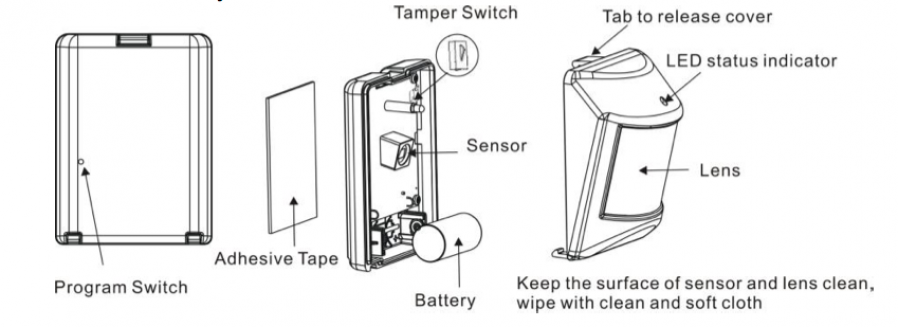 Tamper Switch
Tab to release cover
LED status indicator
Sensor
Lens
Adhesive Tape
Program Switch
Battery
Keep the surface of sensor and lens clean,
wipe with clean and soft cloth